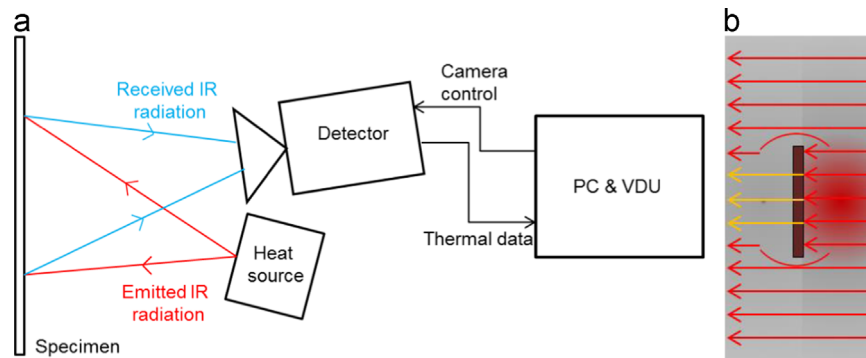 a
b
Received IR
radiation
Camera
control
Detector
PC & VDU
Thermal data
Heat
source
Emitted IR
radiation
Specimen